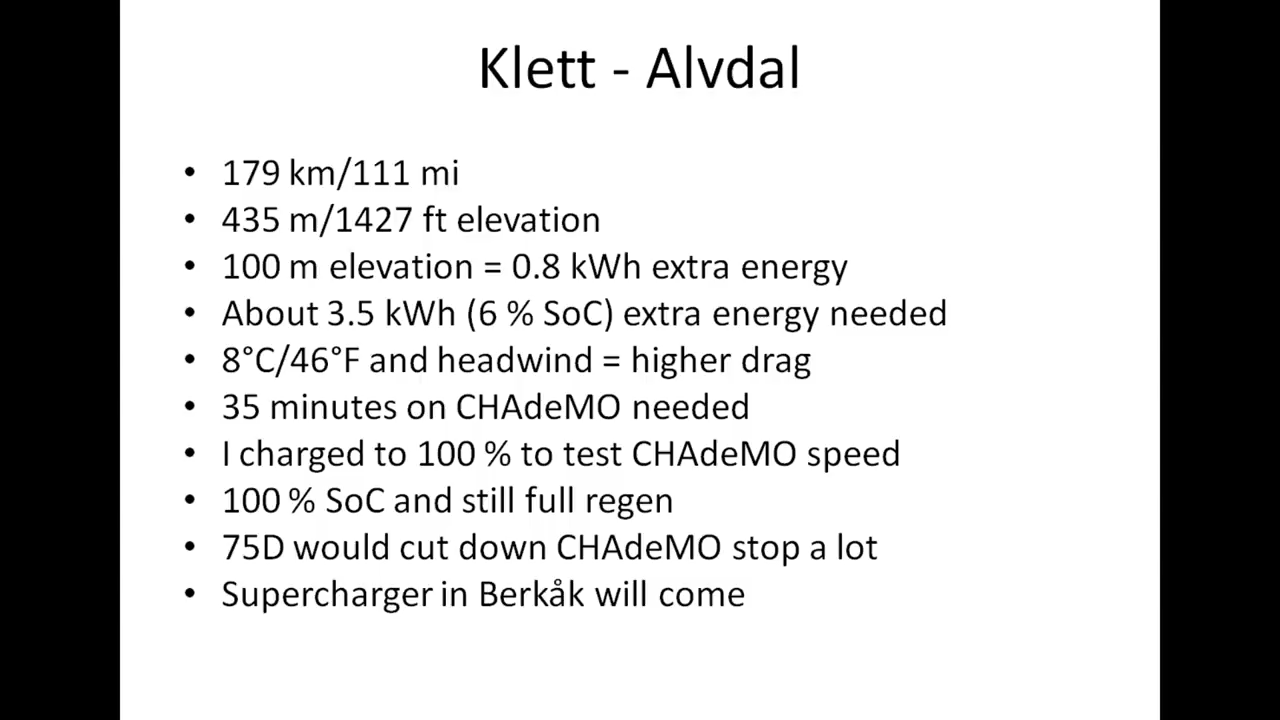 Klett - Alvdal
• 179 km/111 mi
• 435 m/1427 ft elevation
• 100 m elevation = 0.8 kWh extra energy
• About 3.5 kWh (6 % SoC) extra energy needed
• 8°C/46°F and headwind = higher drag
• 35 minutes on CHAdeMO needed
• I charged to 100 % to test CHAdeMO speed
• 100 % SoC and still full regen
• 75D would cut down CHAdeMO stop a lot
• Supercharger in Berkåk will come